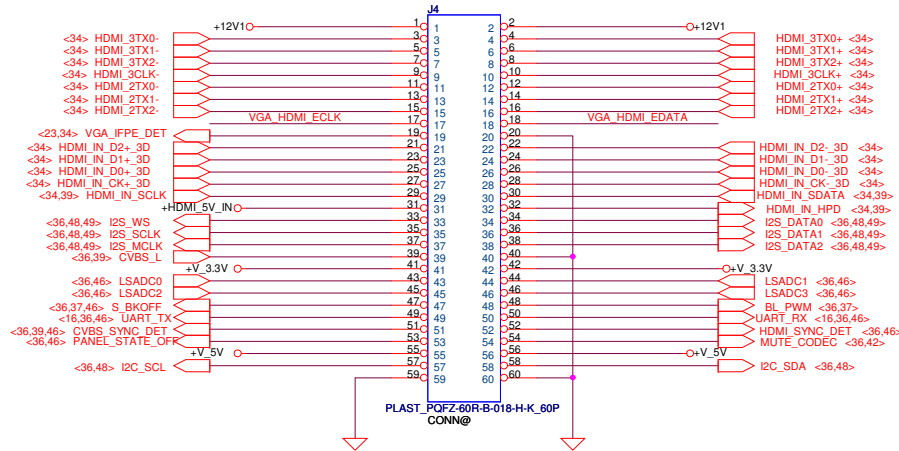 J4
+12V1 1 1 2 2 +12V1
<34> HDMI_3TX0- 3 3 4 4 HDMI_3TX0+ <34>
<34> HDMI_3TX1- 5 5 6 6 HDMI_3TX1+ <34>
<34> HDMI_3TX2- 7 7 8 8 HDMI_3TX2+ <34>
<34> HDMI_3CLK- 9 9 10 10 HDMI_3CLK+ <34>
<34> HDMI_2TX0- 11 11 12 12 HDMI_2TX0+ <34>
<34> HDMI_2TX1- 13 13 14 14 HDMI_2TX1+ <34>
<34> HDMI_2TX2- 15 15 16 16 HDMI_2TX2+ <34>
VGA_HDMI_ECLK 17 17 18 18 VGA_HDMI_EDATA
<23,34> VGA_IFPE_DET 19 19 20 20
<34> HDMI_IN_D2+_3D 21 21 22 22 HDMI_IN_D2-_3D <34>
<34> HDMI_IN_D1+_3D 23 23 24 24 HDMI_IN_D1-_3D <34>
<34> HDMI_IN_D0+_3D 25 25 26 26 HDMI_IN_D0-_3D <34>
<34> HDMI_IN_CK+_3D 27 27 28 28 HDMI_IN_CK-_3D <34>
<34,39> HDMI_IN_SCLK 29 29 30 30 HDMI_IN_SDATA <34,39>
+HDMI_5V_IN 31 31 32 32 HDMI_IN_HPD <34,39>
<36,48,49> I2S_WS 33 33 34 34 I2S_DATA0 <36,48,49>
<36,48,49> I2S_SCLK 35 35 36 36 I2S_DATA1 <36,48,49>
<36,48,49> I2S_MCLK 37 37 38 38 I2S_DATA2 <36,48,49>
<36,39> CVBS_L 39 39 40 40
+V_3.3V 41 41 42 42 +V_3.3V
<36,46> LSADC0 43 43 44 44 LSADC1 <36,46>
<36,46> LSADC2 45 45 46 46 LSADC3 <36,46>
<36,37,46> S_BKOFF 47 47 48 48 BL_PWM <36,37>
<16,36,46> UART_TX 49 49 50 50 UART_RX <16,36,46>
<36,39,46> CVBS_SYNC_DET 51 51 52 52 HDMI_SYNC_DET <36,46>
<36,46> PANEL_STATE_OFF 53 53 54 54 MUTE_CODEC <36,42>
+V_5V 55 55 56 56 +V_5V
<36,48> I2C_SCL 57 57 58 58 I2C_SDA <36,48>
59 59 60 60
PLAST_PQFZ-60R-B-018-H-K_60P
CONN@